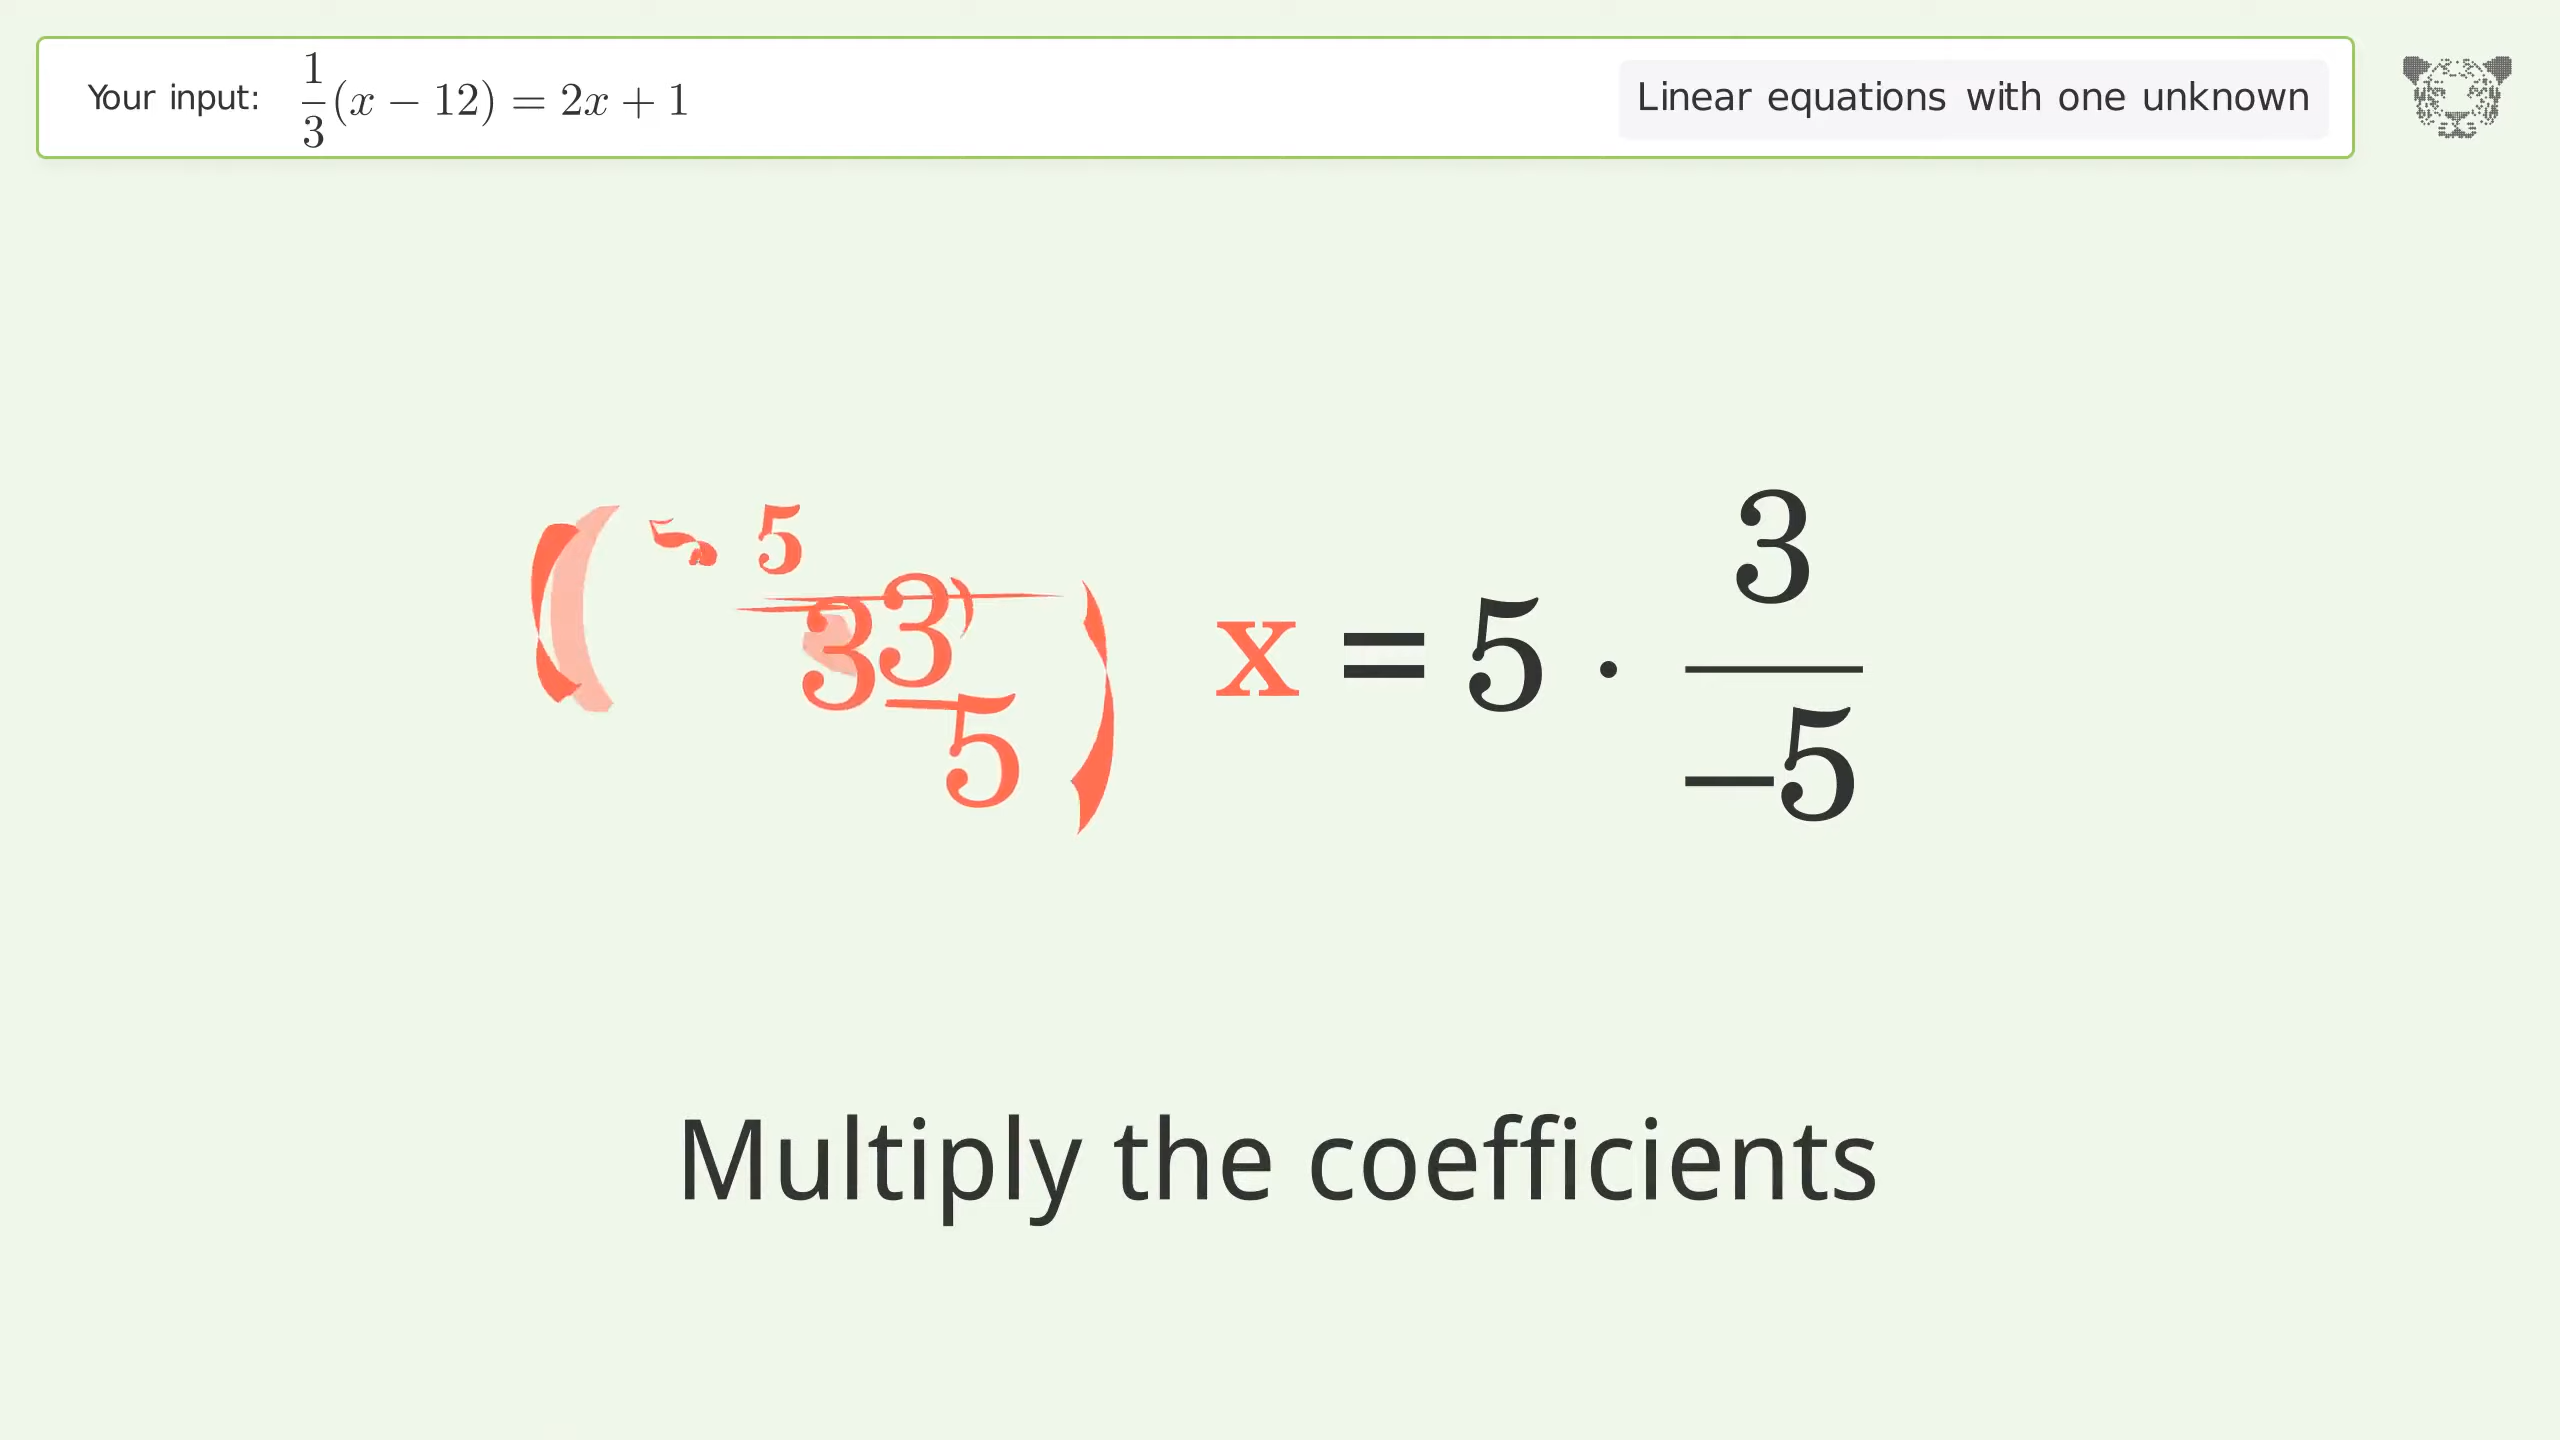 Your input: 1/3(x − 12) = 2x + 1
Linear equations with one unknown
x = 5 · 3/−5
Multiply the coefficients